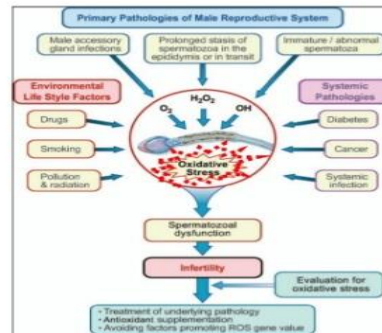 Primary Pathologies of Male Reproductive System
Male accessory
gland infections
Prolonged stasis of
spermatozoa in the
epididymis or in transit
Immature / abnormal
spermatozoa
Environmental
Life Style Factors
Drugs
Smoking
Pollution
& radiation
O2
H2O2
OH
Oxidative
Stress
Systemic
Pathologies
Diabetes
Cancer
Systemic
infection
Spermatozoal
dysfunction
Infertility
Evaluation for
oxidative stress
• Treatment of underlying pathology
• Antioxidant supplementation
• Avoiding factors promoting ROS gene value